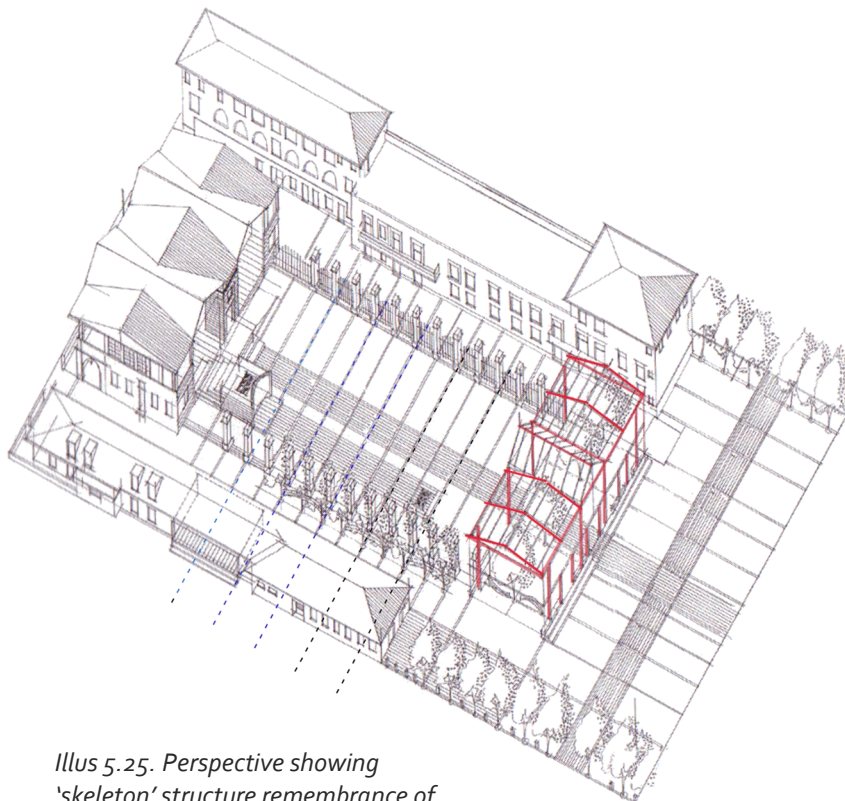 Illus 5.25. Perspective showing
‘skeleton’ structure remembrance of